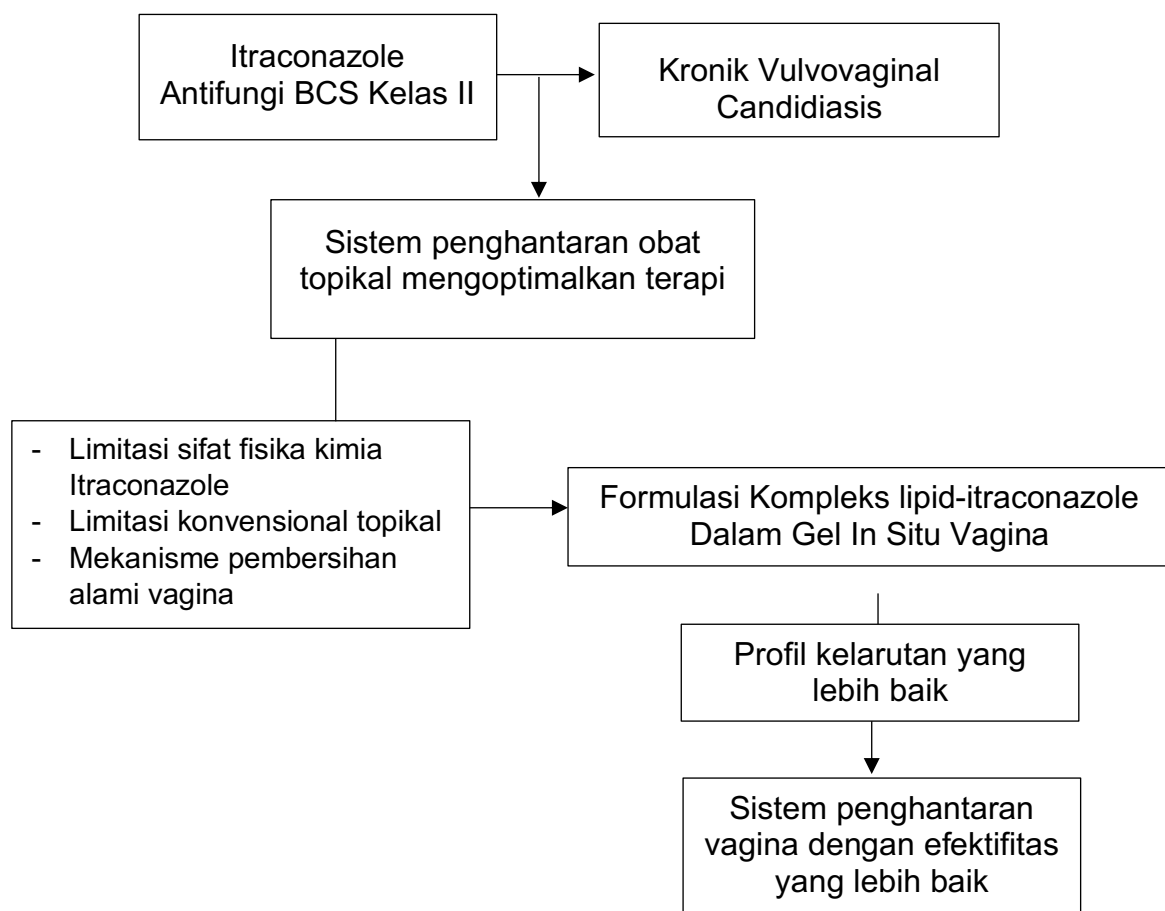 Itraconazole
Antifungi BCS Kelas II
Kronik Vulvovaginal
Candidiasis
Sistem penghantaran obat
topikal mengoptimalkan terapi
- Limitasi sifat fisika kimia
Itraconazole
- Limitasi konvensional topikal
- Mekanisme pembersihan
alami vagina
Formulasi Kompleks lipid-itraconazole
Dalam Gel In Situ Vagina
Profil kelarutan yang
lebih baik
Sistem penghantaran
vagina dengan efektifitas
yang lebih baik